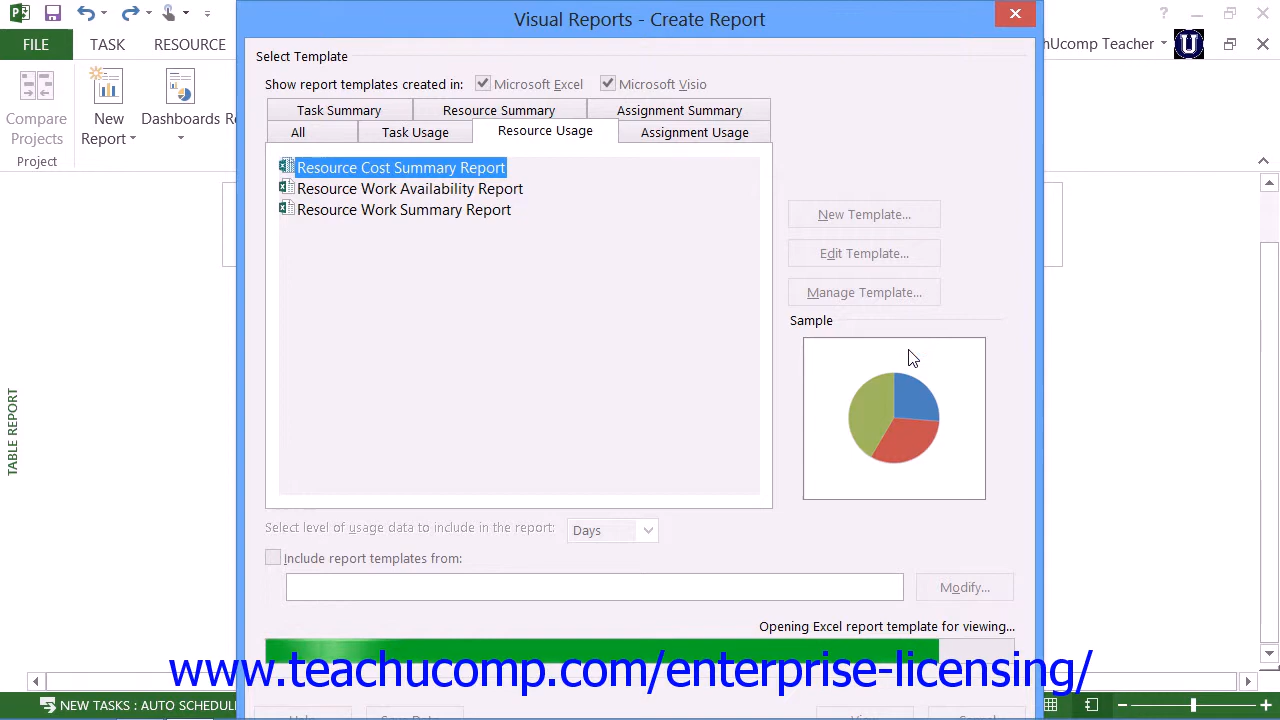 Visual Reports - Create Report
FILE
TASK
RESOURCE
hUcomp Teacher
U
Compare
Projects
Project
New
Report
Dashboards
Select Template
Show report templates created in:
Microsoft Excel
Microsoft Visio
Task Summary
Resource Summary
Assignment Summary
All
Task Usage
Resource Usage
Assignment Usage
Resource Cost Summary Report
Resource Work Availability Report
Resource Work Summary Report
New Template...
Edit Template...
Manage Template...
Sample
Select level of usage data to include in the report:
Days
Include report templates from:
Modify...
Opening Excel report template for viewing...
www.teachucomp.com/enterprise-licensing/
TABLE REPORT
NEW TASKS : AUTO SCHEDUL